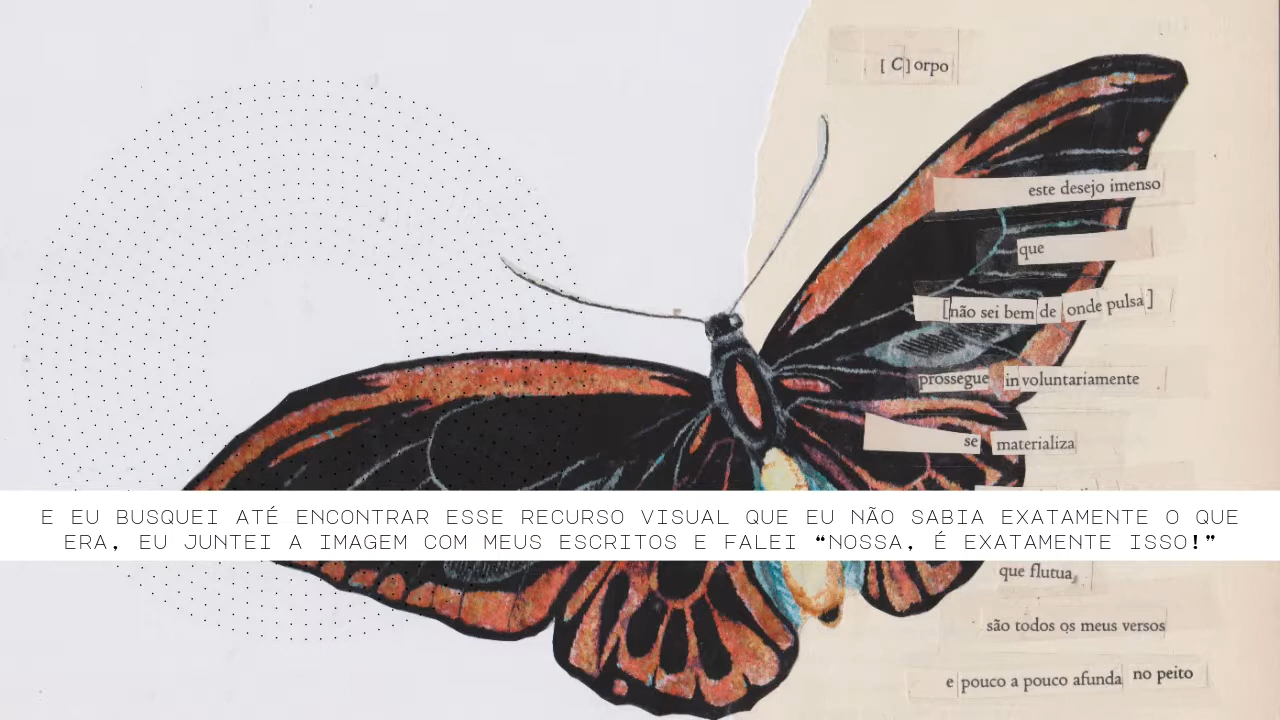 [ C ] orpo
este desejo imenso
que
[não sei bem de onde pulsa ]
prossegue involuntariamente
se materializa
E EU BUSQUEI ATÉ ENCONTRAR ESSE RECURSO VISUAL QUE EU NÃO SABIA EXATAMENTE O QUE
ERA, EU JUNTEI A IMAGEM COM MEUS ESCRITOS E FALEI “NOSSA, É EXATAMENTE ISSO!”
que flutua,
são todos os meus versos
e pouco a pouco afunda no peito